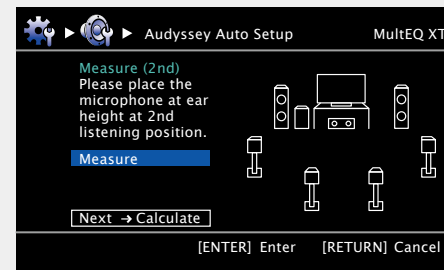 Audyssey Auto Setup MultEQ XT
Measure (2nd)
Please place the
microphone at ear
height at 2nd
listening position.
Measure
Next → Calculate
[ENTER] Enter [RETURN] Cancel